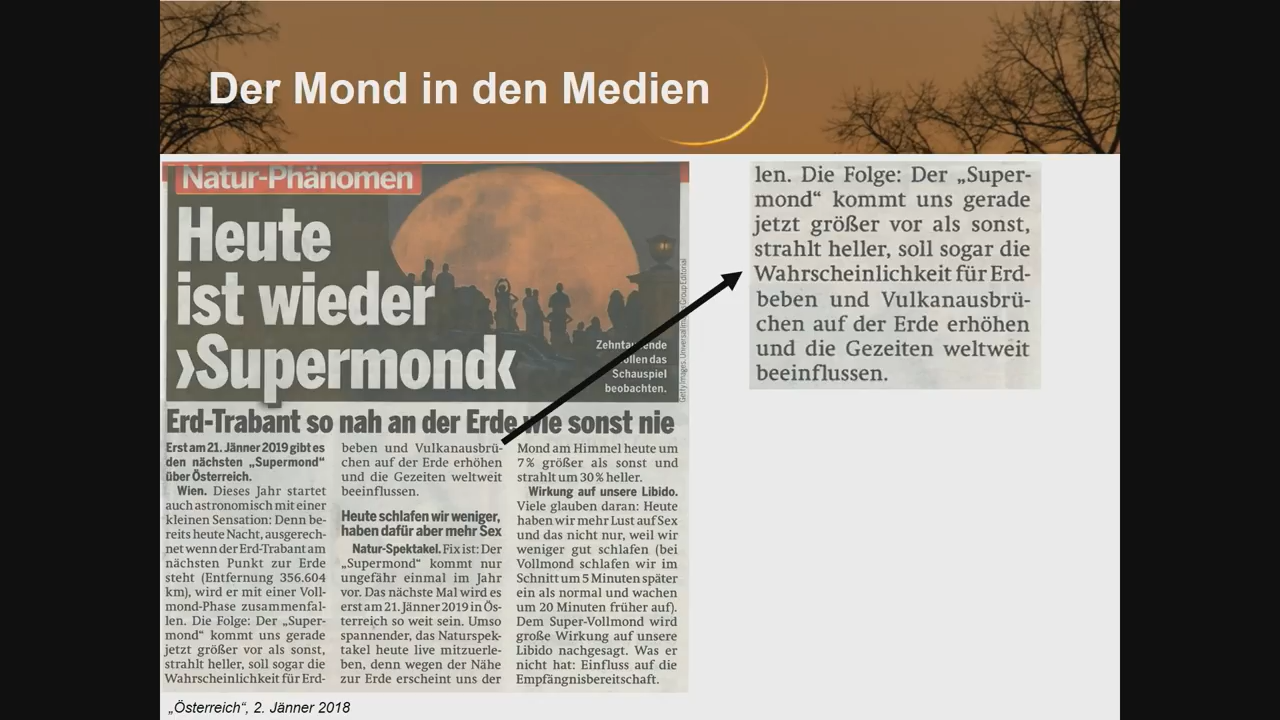 Der Mond in den Medien
Natur-Phänomen
Heute
ist wieder
›Supermond‹
Zehntausende
wollen das
Schauspiel
beobachten.
Erd-Trabant so nah an der Erde wie sonst nie
Erst am 21. Jänner 2019 gibt es
den nächsten „Supermond“
über Österreich.
Wien. Dieses Jahr startet
auch astronomisch mit einer
kleinen Sensation: Denn be-
reits heute Nacht, ausgerech-
net wenn der Erd-Trabant am
nächsten Punkt zur Erde
steht (Entfernung 356.604
km), wird er mit einer Voll-
mond-Phase zusammenfal-
len. Die Folge: Der „Super-
mond“ kommt uns gerade
jetzt größer vor als sonst,
strahlt heller, soll sogar die
Wahrscheinlichkeit für Erd-
beben und Vulkanausbrü-
chen auf der Erde erhöhen
und die Gezeiten weltweit
beeinflussen.
Heute schlafen wir weniger,
haben dafür aber mehr Sex
Natur-Spektakel. Fix ist: Der
„Supermond“ kommt nur
ungefähr einmal im Jahr
vor. Das nächste Mal wird es
erst am 21. Jänner 2019 in Ös-
terreich so weit sein. Umso
spannender, das Naturspek-
takel heute live mitzuerle-
ben, denn wegen der Nähe
zur Erde erscheint uns der
Mond am Himmel heute um
7 % größer als sonst und
strahlt um 30 % heller.
Wirkung auf unsere Libido.
Viele glauben daran: Heute
haben wir mehr Lust auf Sex
und das nicht nur, weil wir
weniger gut schlafen (bei
Vollmond schlafen wir im
Schnitt um 5 Minuten später
ein als normal und wachen
um 20 Minuten früher auf).
Dem Super-Vollmond wird
große Wirkung auf unsere
Libido nachgesagt. Was er
nicht hat: Einfluss auf die
Empfängnisbereitschaft.
len. Die Folge: Der „Super-
mond“ kommt uns gerade
jetzt größer vor als sonst,
strahlt heller, soll sogar die
Wahrscheinlichkeit für Erd-
beben und Vulkanausbrü-
chen auf der Erde erhöhen
und die Gezeiten weltweit
beeinflussen.
„Österreich“, 2. Jänner 2018